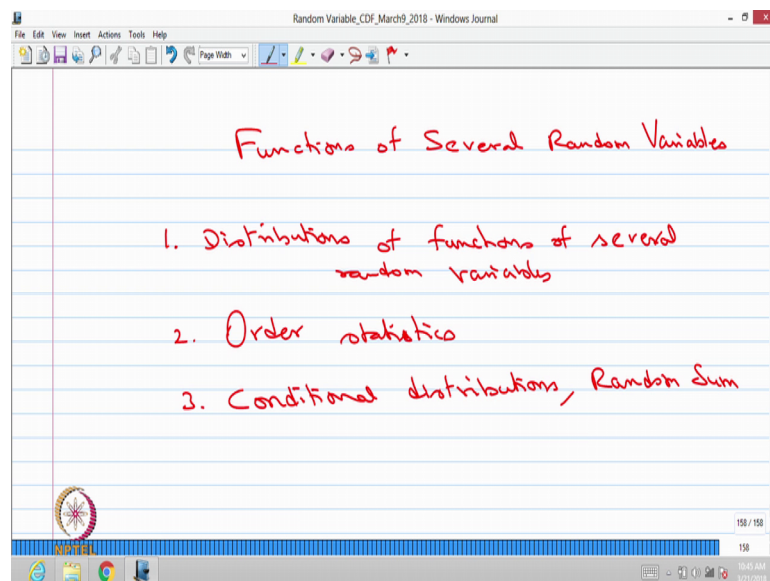 Random Variable_CDF_March9_2018 - Windows Journal
File Edit View Insert Actions Tools Help
Page Width
Functions of Several Random Variables
1. Distributions of functions of several
random variables
2. Order statistics
3. Conditional distributions, Random Sum
NPTEL
158 / 158
158
10:45 AM